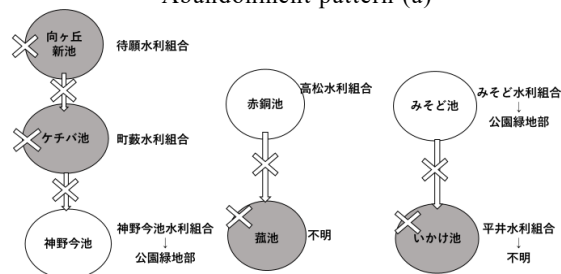 Abandonment pattern (a)
向ヶ丘
新池
待願水利組合
ケチバ池
町藪水利組合
神野今池
神野今池水利組合
↓
公園緑地部
赤銅池
高松水利組合
菰池
不明
みそど池
みそど水利組合
↓
公園緑地部
いかけ池
平井水利組合
↓
不明